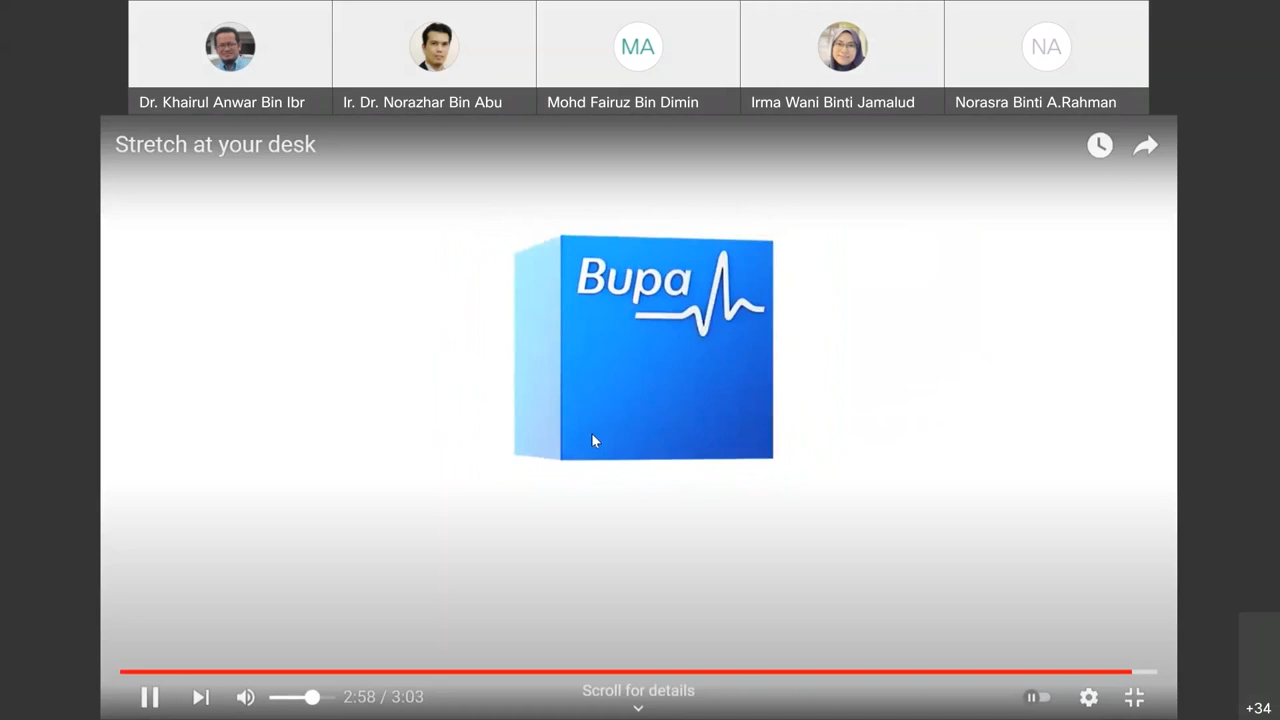 MA
NA
Dr. Khairul Anwar Bin Ibr
Ir. Dr. Norazhar Bin Abu
Mohd Fairuz Bin Dimin
Irma Wani Binti Jamalud
Norasra Binti A.Rahman
Stretch at your desk
Bupa
2:58 / 3:03
Scroll for details
+34